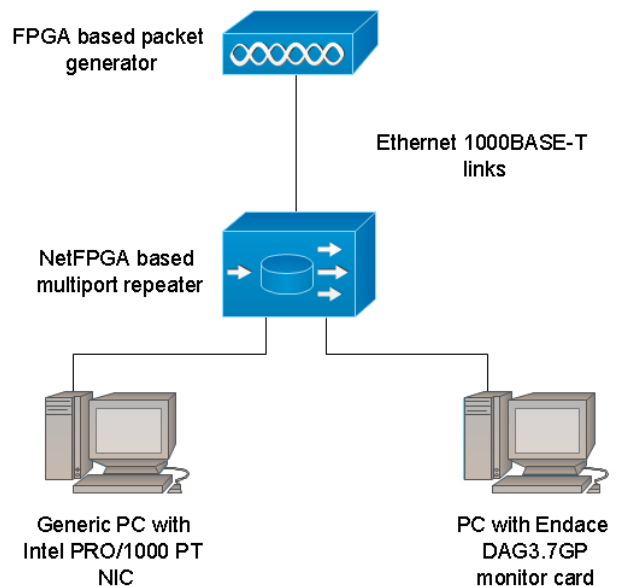 FPGA based packet
generator
Ethernet 1000BASE-T
links
NetFPGA based
multiport repeater
Generic PC with
Intel PRO/1000 PT
NIC
PC with Endace
DAG3.7GP
monitor card